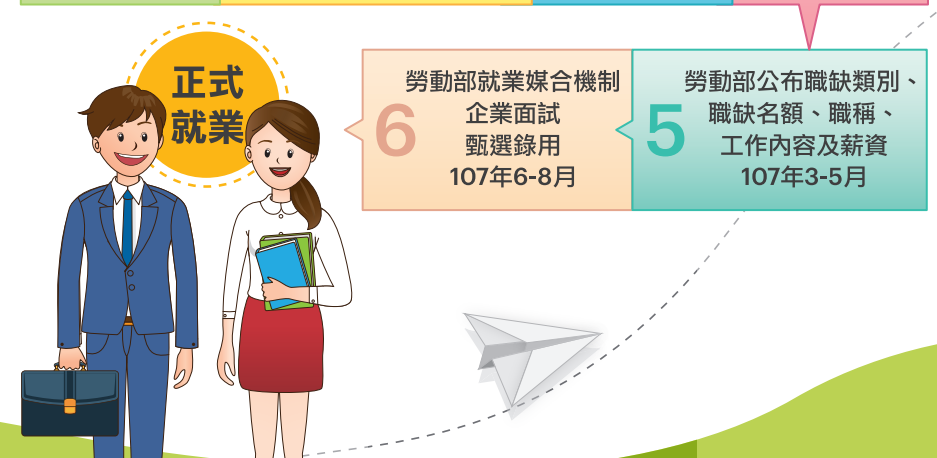 正式
就業
6
勞動部就業媒合機制
企業面試
甄選錄用
107年6-8月
5
勞動部公布職缺類別、
職缺名額、職稱、
工作內容及薪資
107年3-5月